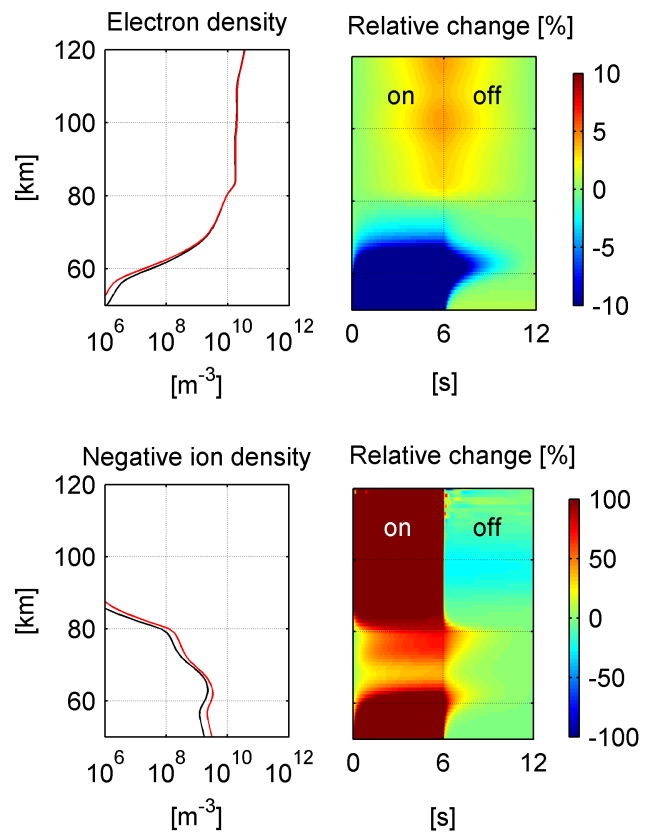 Electron density
Relative change [%]
120
100
80
60
[km]
10^6
10^8
10^10
10^12
[m^-3]
on
off
0
6
12
[s]
10
5
0
-5
-10
Negative ion density
Relative change [%]
120
100
80
60
[km]
10^6
10^8
10^10
10^12
[m^-3]
on
off
0
6
12
[s]
100
50
0
-50
-100